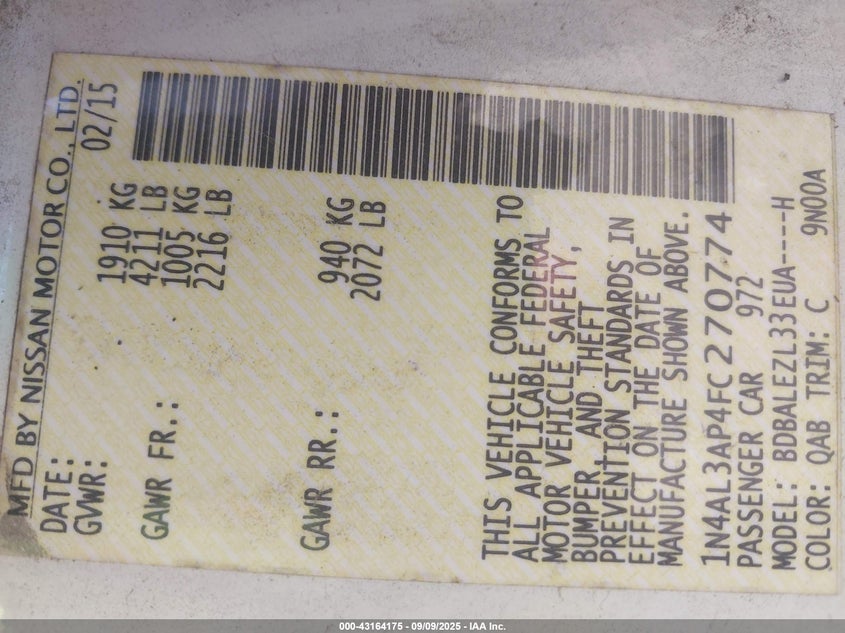 MFD BY NISSAN MOTOR CO., LTD.
DATE: 02/15
GVWR: 1910 KG
4211 LB
GAWR FR.: 1005 KG
2216 LB
GAWR RR.: 940 KG
2072 LB
THIS VEHICLE CONFORMS TO
ALL APPLICABLE FEDERAL
MOTOR VEHICLE SAFETY,
BUMPER, AND THEFT
PREVENTION STANDARDS IN
EFFECT ON THE DATE OF
MANUFACTURE SHOWN ABOVE.
1N4AL3AP4FC270774
PASSENGER CAR 972
MODEL: BDBALEZL33EUA----H
COLOR: QAB TRIM: C 9N00A
000-43164175 - 09/09/2025 - IAA Inc.